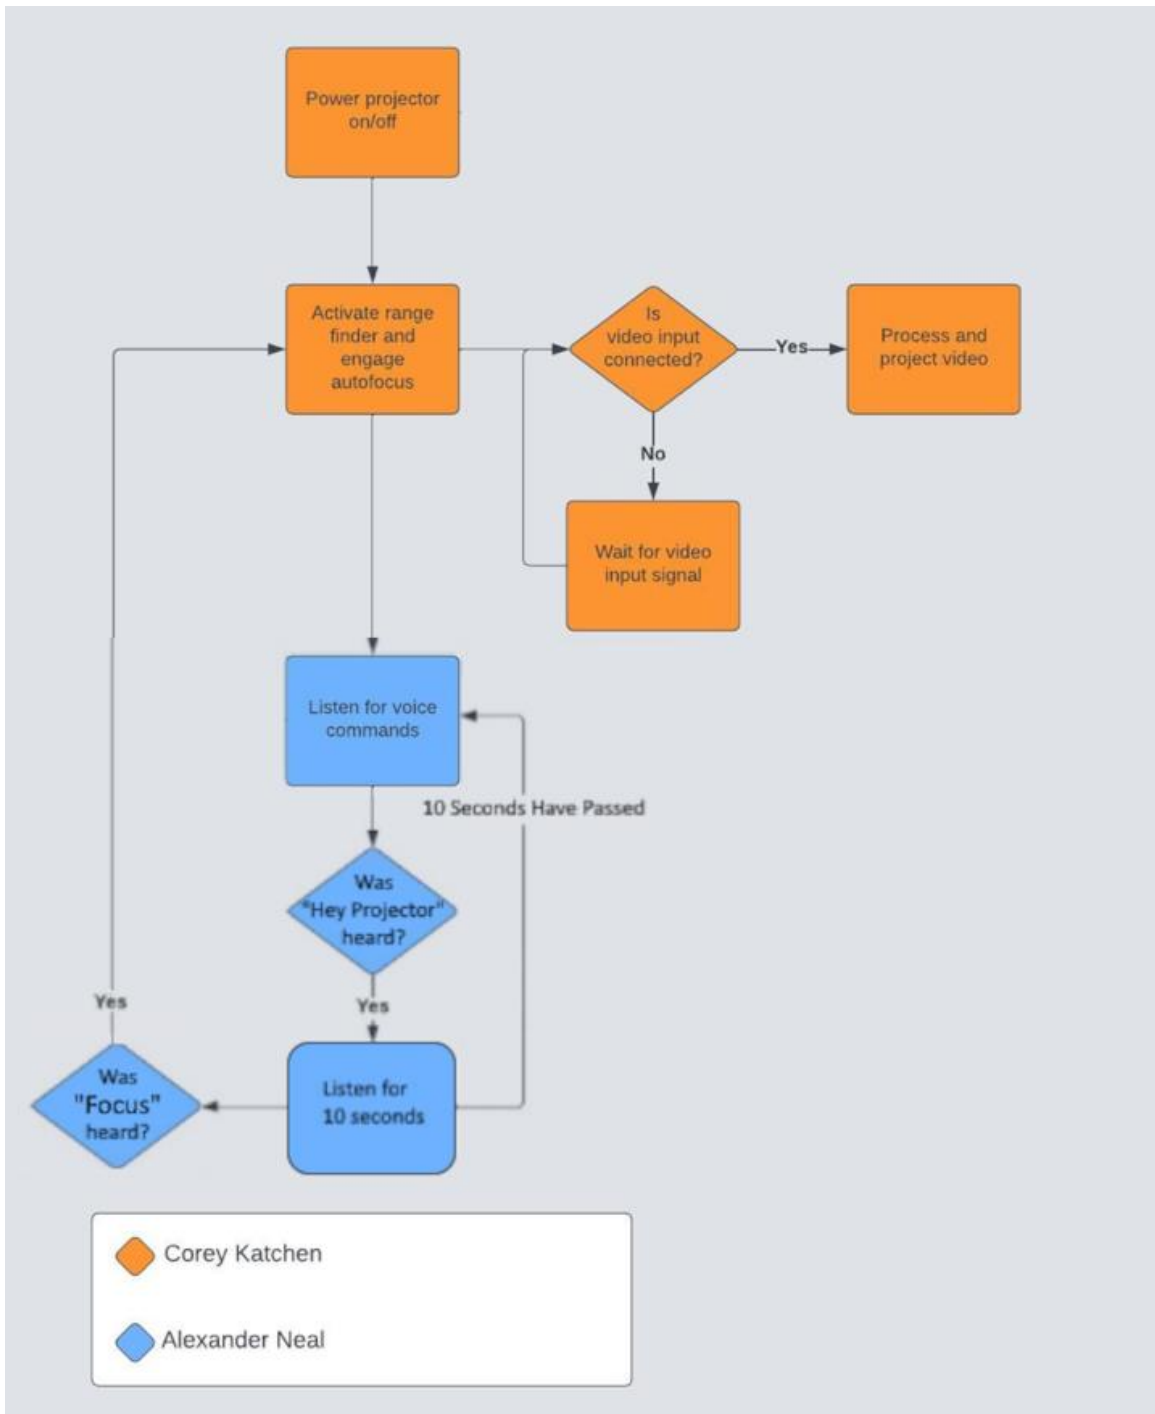 Power projector
on/off
Activate range
finder and
engage
autofocus
Is
video input
connected?
Yes
Process and
project video
No
Wait for video
input signal
Listen for voice
commands
10 Seconds Have Passed
Was
"Hey Projector"
heard?
Yes
Yes
Was
"Focus"
heard?
Listen for
10 seconds
Corey Katchen
Alexander Neal